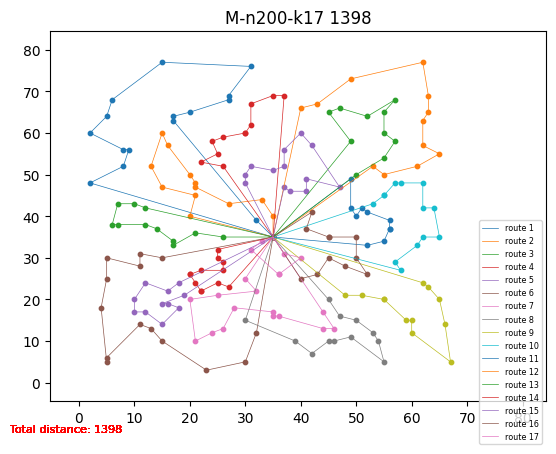 M-n200-k17 1398
80
70
60
50
40
30
20
10
0
0 10 20 30 40 50 60 70 80
route 1
route 2
route 3
route 4
route 5
route 6
route 7
route 8
route 9
route 10
route 11
route 12
route 13
route 14
route 15
route 16
route 17
Total distance: 1398